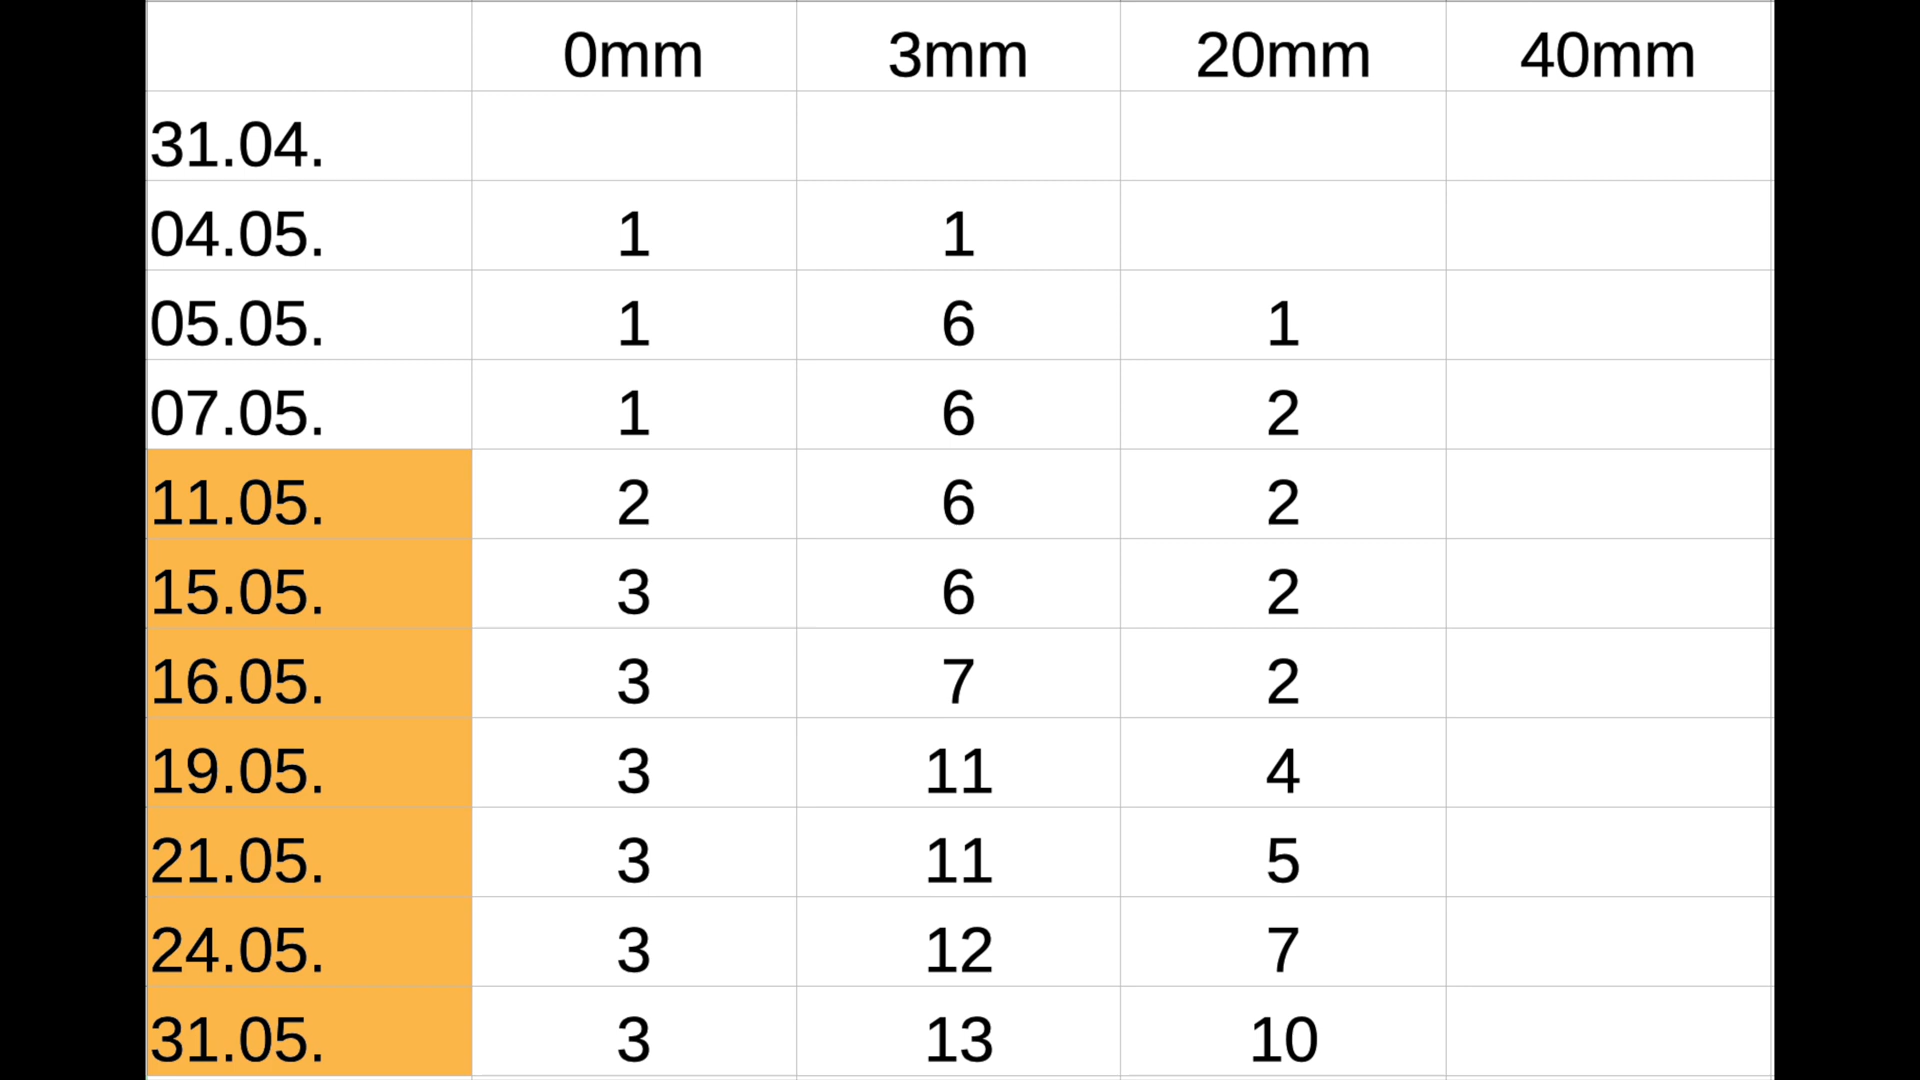 0mm 3mm 20mm 40mm
31.04.
04.05. 1 1
05.05. 1 6 1
07.05. 1 6 2
11.05. 2 6 2
15.05. 3 6 2
16.05. 3 7 2
19.05. 3 11 4
21.05. 3 11 5
24.05. 3 12 7
31.05. 3 13 10